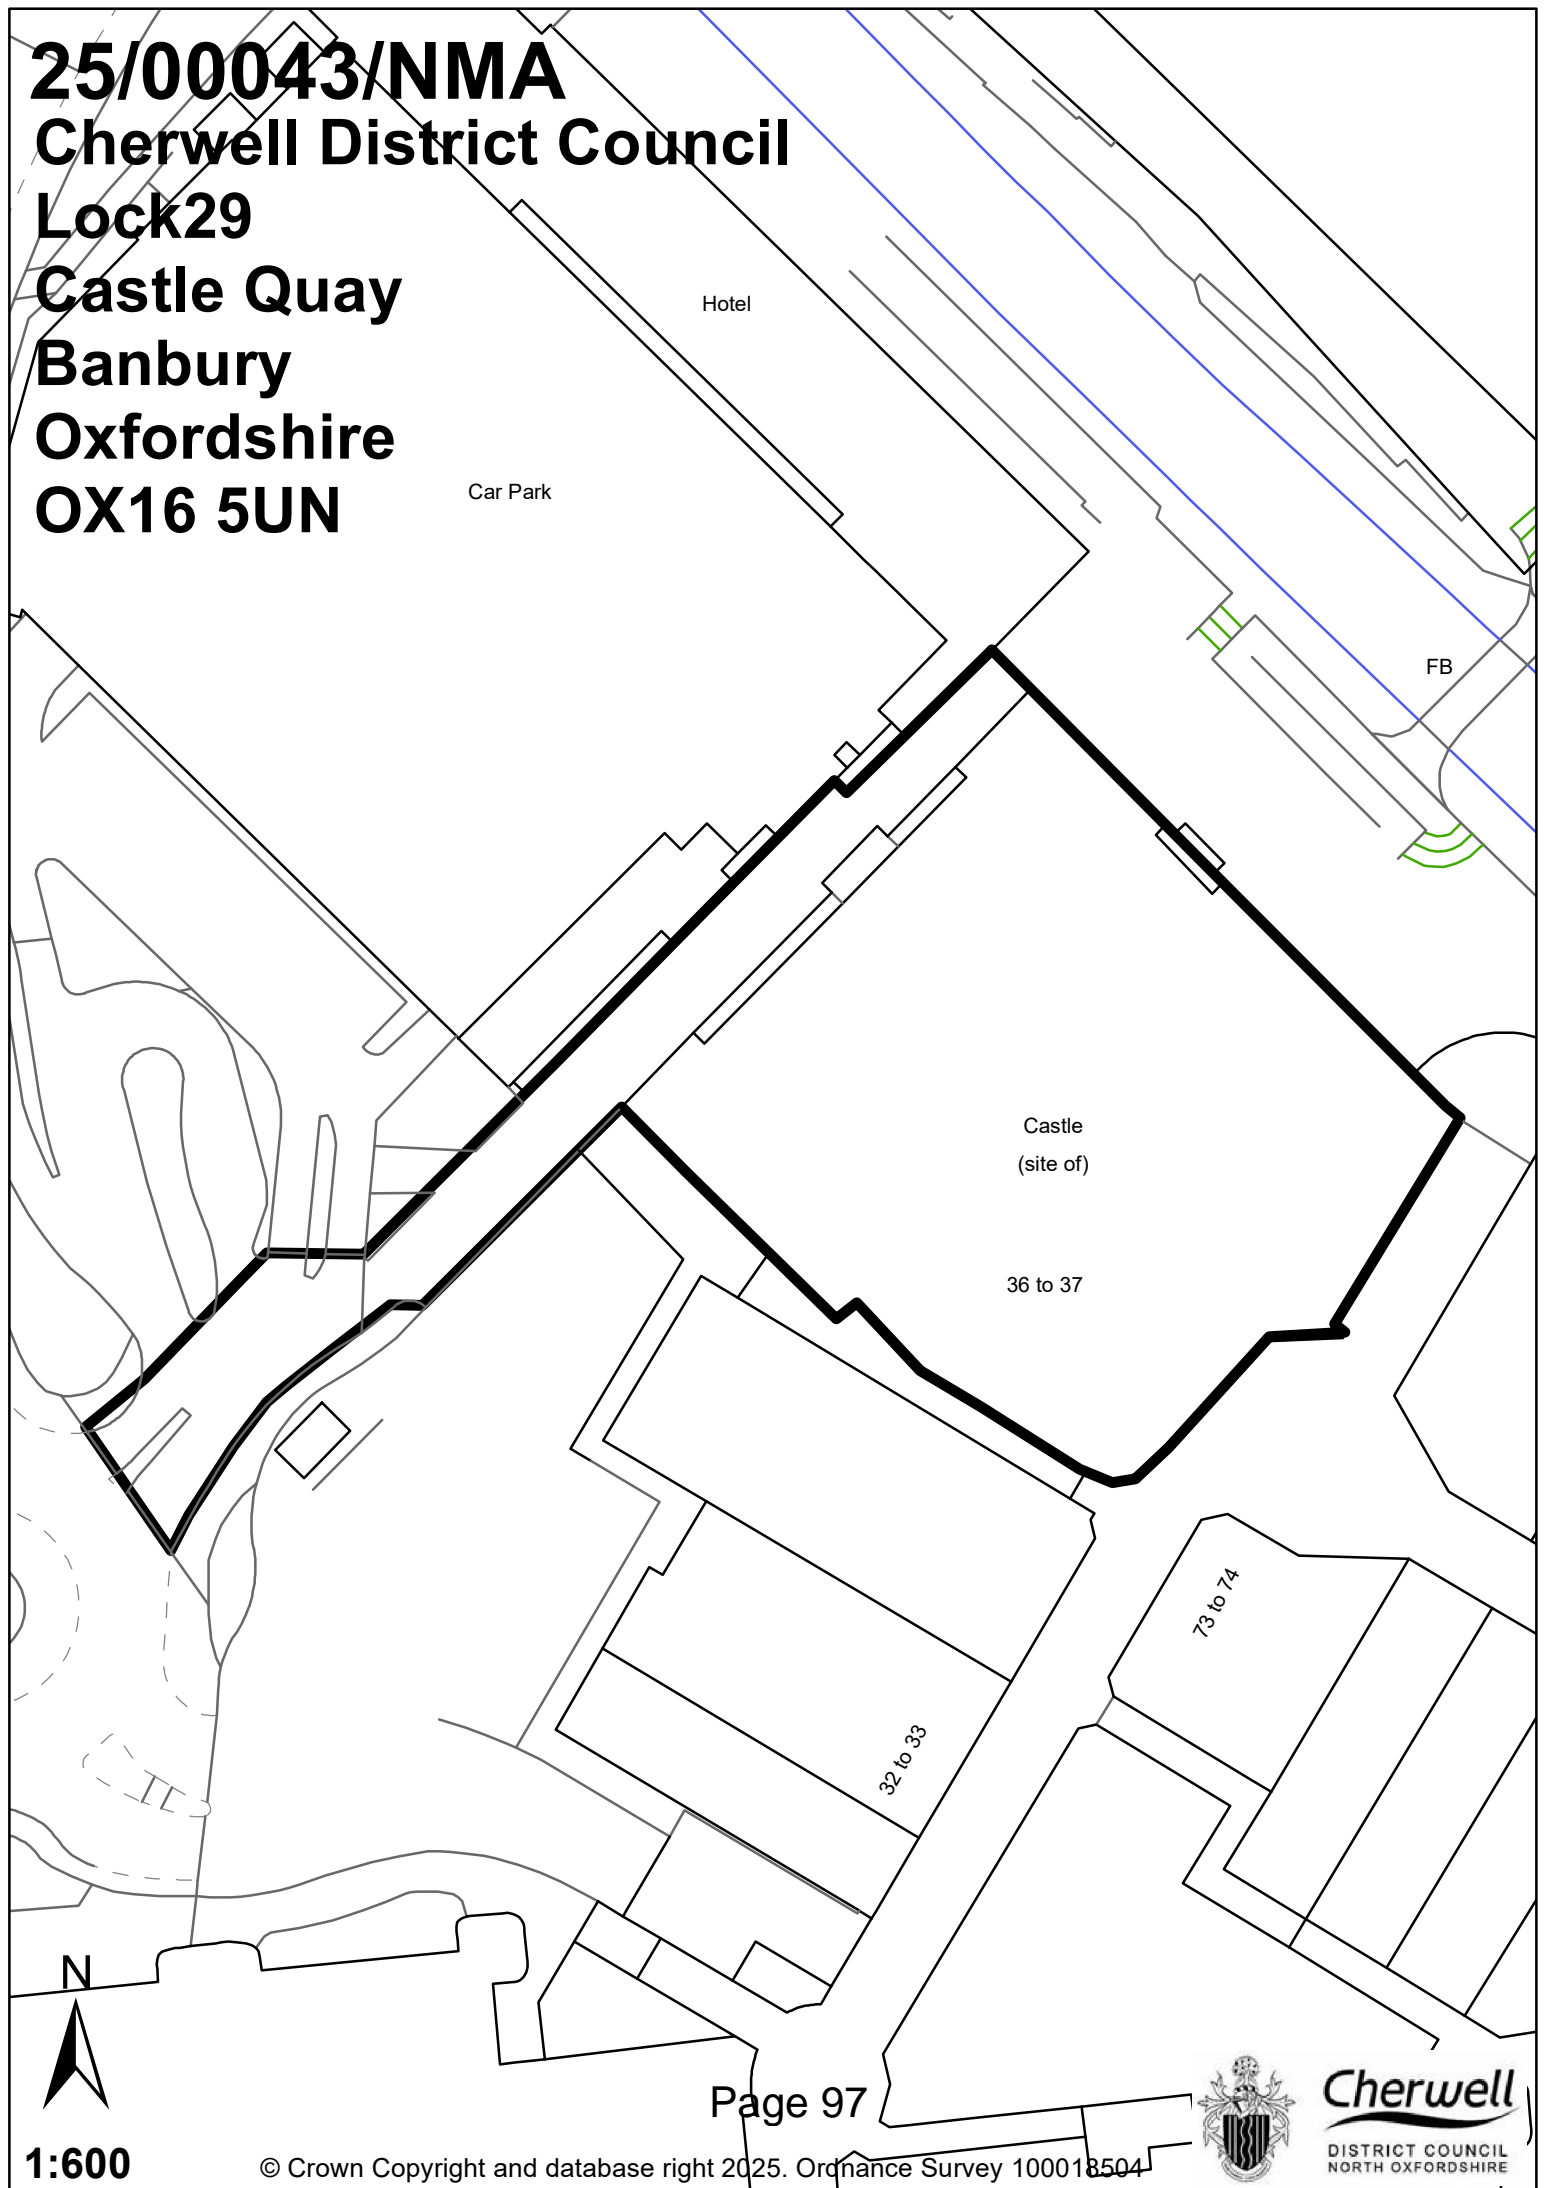 25/00043/NMA
Cherwell District Council
Lock29
Castle Quay
Banbury
Oxfordshire
OX16 5UN
Hotel
Car Park
FB
Castle
(site of)
36 to 37
73 to 74
32 to 33
N
Page 97
1:600
© Crown Copyright and database right 2025. Ordnance Survey 100018504
Cherwell
DISTRICT COUNCIL
NORTH OXFORDSHIRE